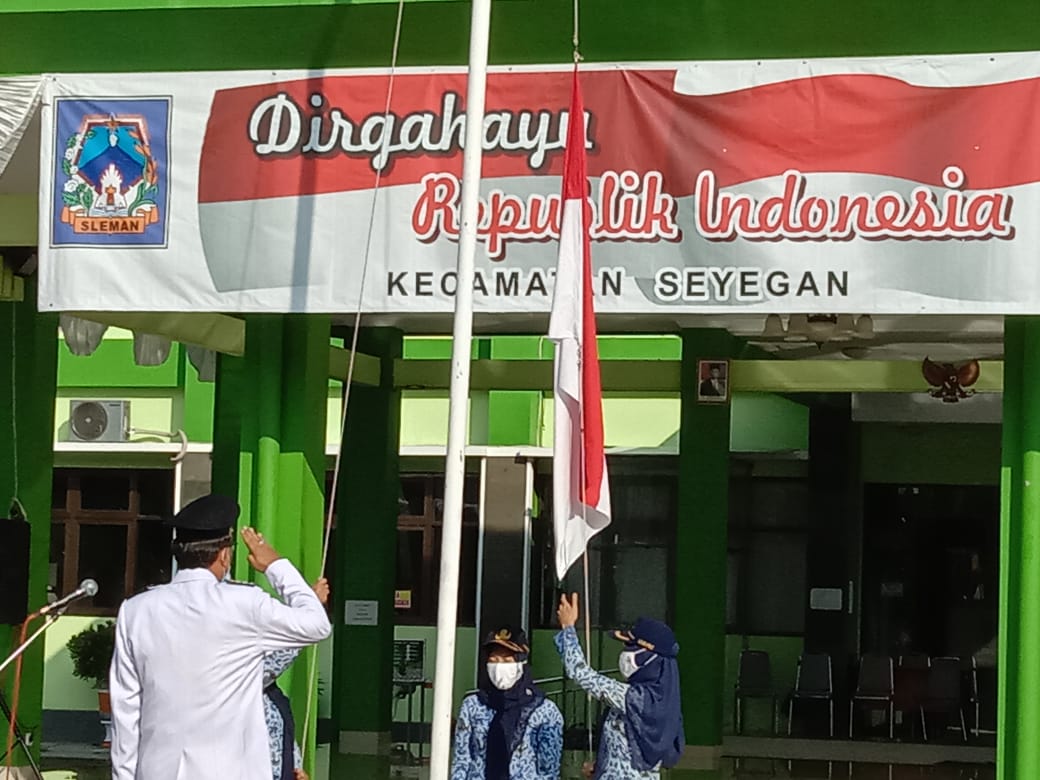 Dirgahayu
Republik Indonesia
KECAMATAN SEYEGAN
SLEMAN